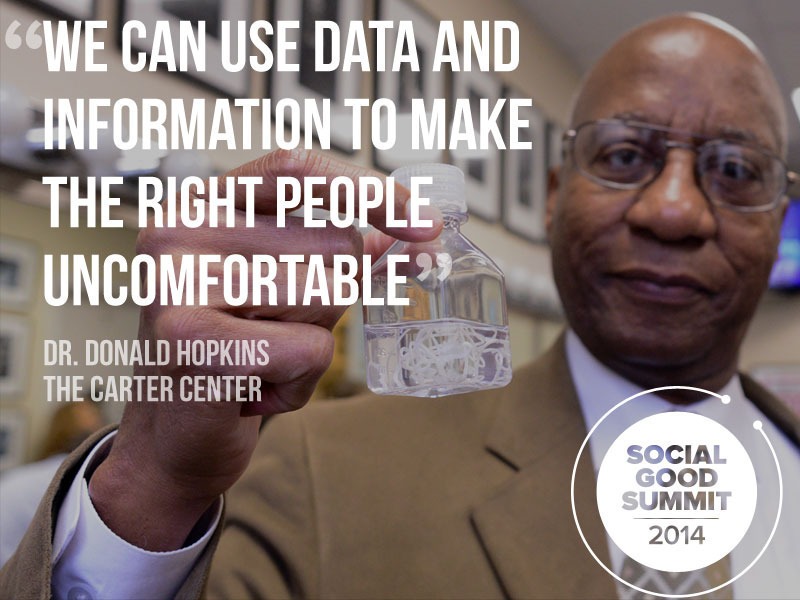 “WE CAN USE DATA AND
INFORMATION TO MAKE
THE RIGHT PEOPLE
UNCOMFORTABLE”
DR. DONALD HOPKINS
THE CARTER CENTER
SOCIAL
GOOD
SUMMIT
2014